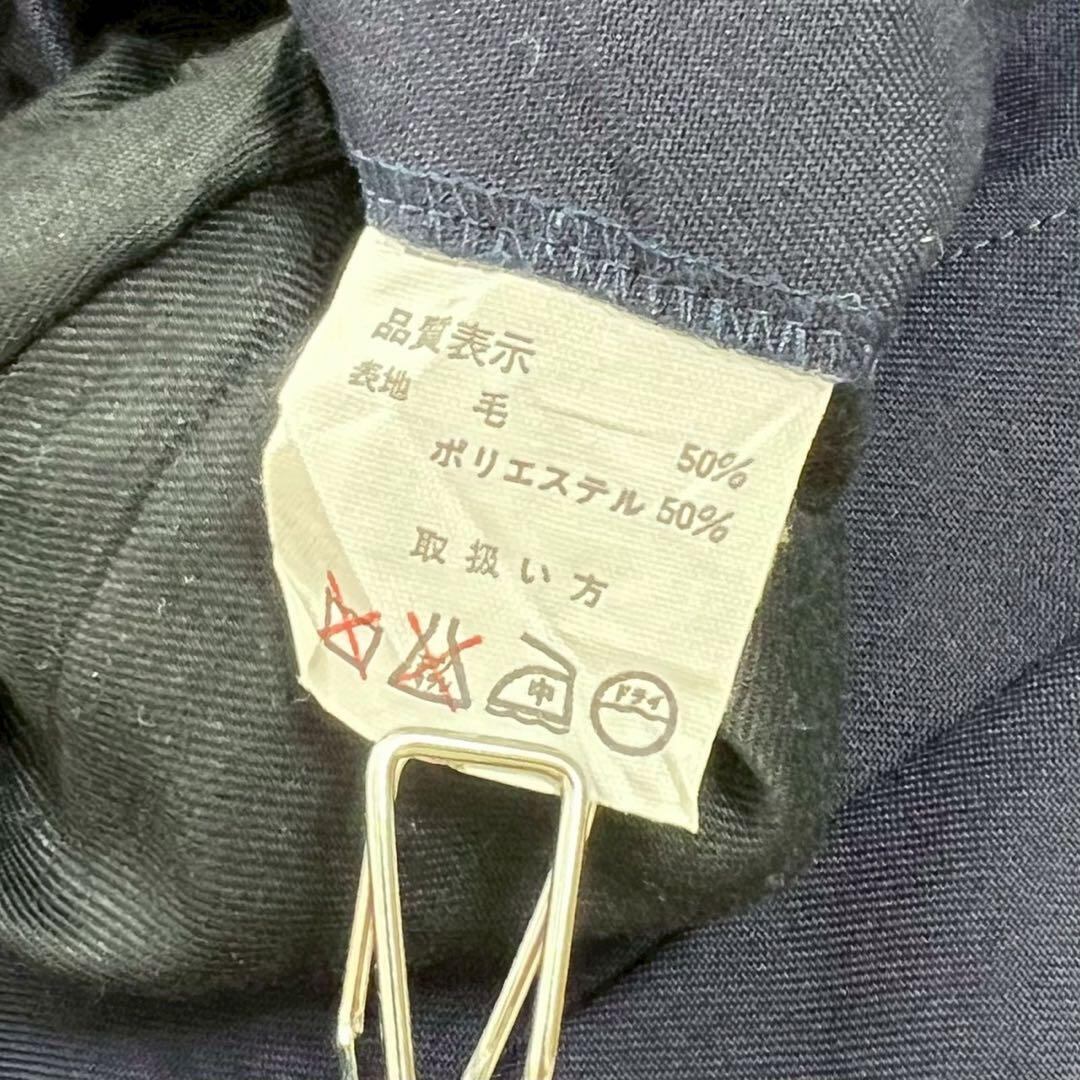 品質表示
表地 毛 50%
ポリエステル 50%
取扱い方
中 ドライ